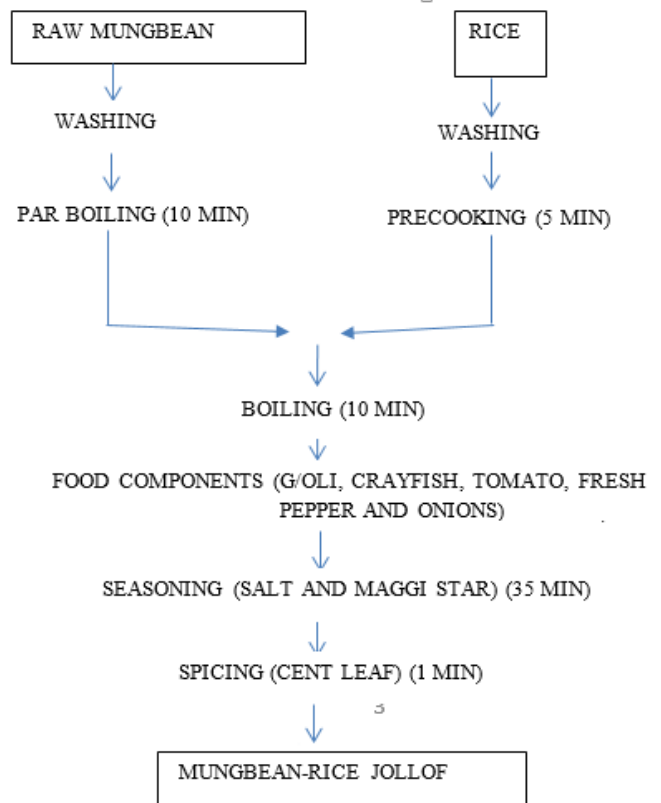 RAW MUNGBEAN
RICE
WASHING
WASHING
PAR BOILING (10 MIN)
PRECOOKING (5 MIN)
BOILING (10 MIN)
FOOD COMPONENTS (G/OLI, CRAYFISH, TOMATO, FRESH
PEPPER AND ONIONS)
SEASONING (SALT AND MAGGI STAR) (35 MIN)
SPICING (CENT LEAF) (1 MIN)
MUNGBEAN-RICE JOLLOF